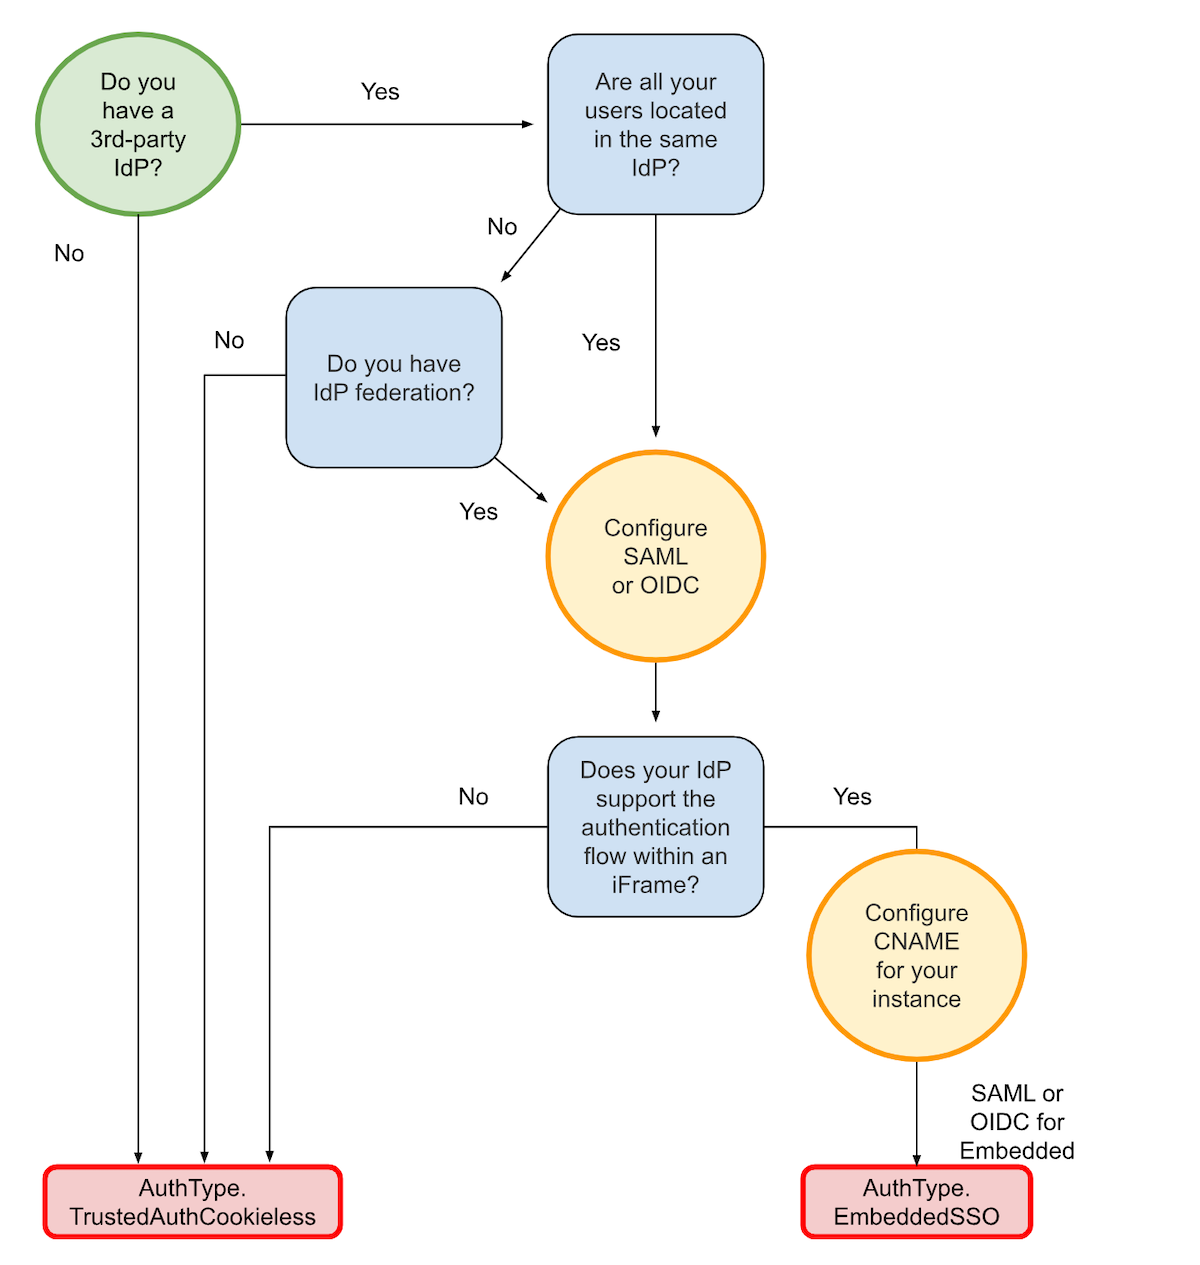 Do you
have a
3rd-party
IdP?
Yes
Are all your
users located
in the same
IdP?
No
No
Do you have
IdP federation?
No
Yes
Yes
Configure
SAML
or OIDC
Does your IdP
support the
authentication
flow within an
iFrame?
No
Yes
Configure
CNAME
for your
instance
SAML or
OIDC for
Embedded
AuthType.
TrustedAuthCookieless
AuthType.
EmbeddedSSO